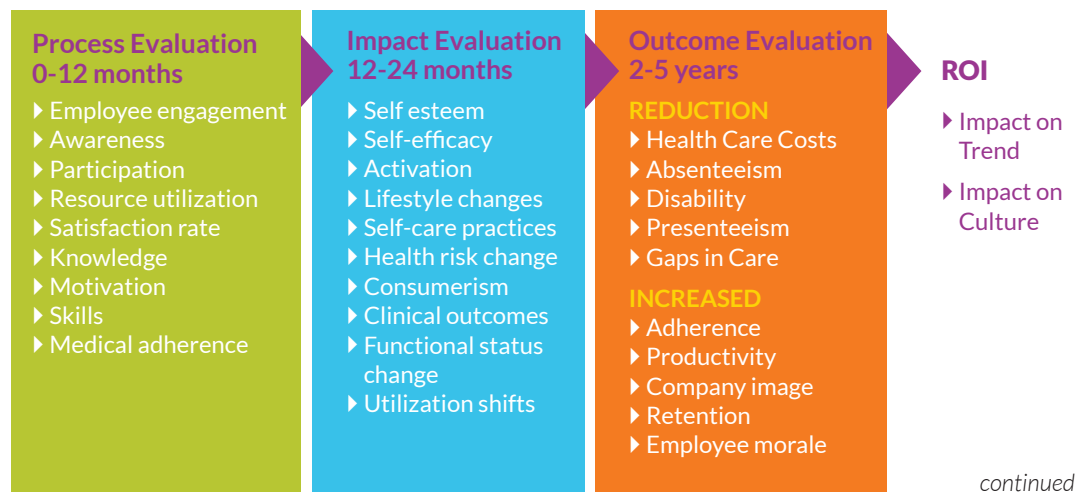 Process Evaluation
0-12 months
Employee engagement
Awareness
Participation
Resource utilization
Satisfaction rate
Knowledge
Motivation
Skills
Medical adherence
Impact Evaluation
12-24 months
Self esteem
Self-efficacy
Activation
Lifestyle changes
Self-care practices
Health risk change
Consumerism
Clinical outcomes
Functional status
change
Utilization shifts
Outcome Evaluation
2-5 years
REDUCTION
Health Care Costs
Absenteeism
Disability
Presenteeism
Gaps in Care
INCREASED
Adherence
Productivity
Company image
Retention
Employee morale
ROI
Impact on
Trend
Impact on
Culture
continued